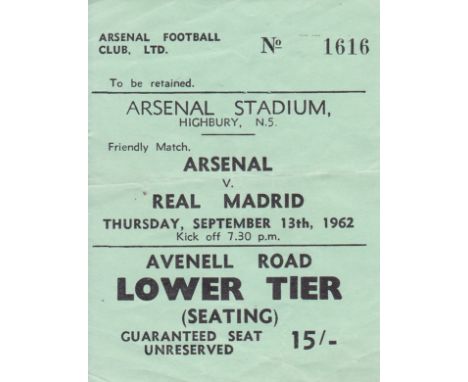 ARSENAL FOOTBALL
CLUB, LTD.
Nº 1616
To be retained.
ARSENAL STADIUM,
HIGHBURY, N.5.
Friendly Match.
ARSENAL
V.
REAL MADRID
THURSDAY, SEPTEMBER 13th, 1962
Kick off 7.30 p.m.
AVENELL ROAD
LOWER TIER
(SEATING)
GUARANTEED SEAT
UNRESERVED
15/-